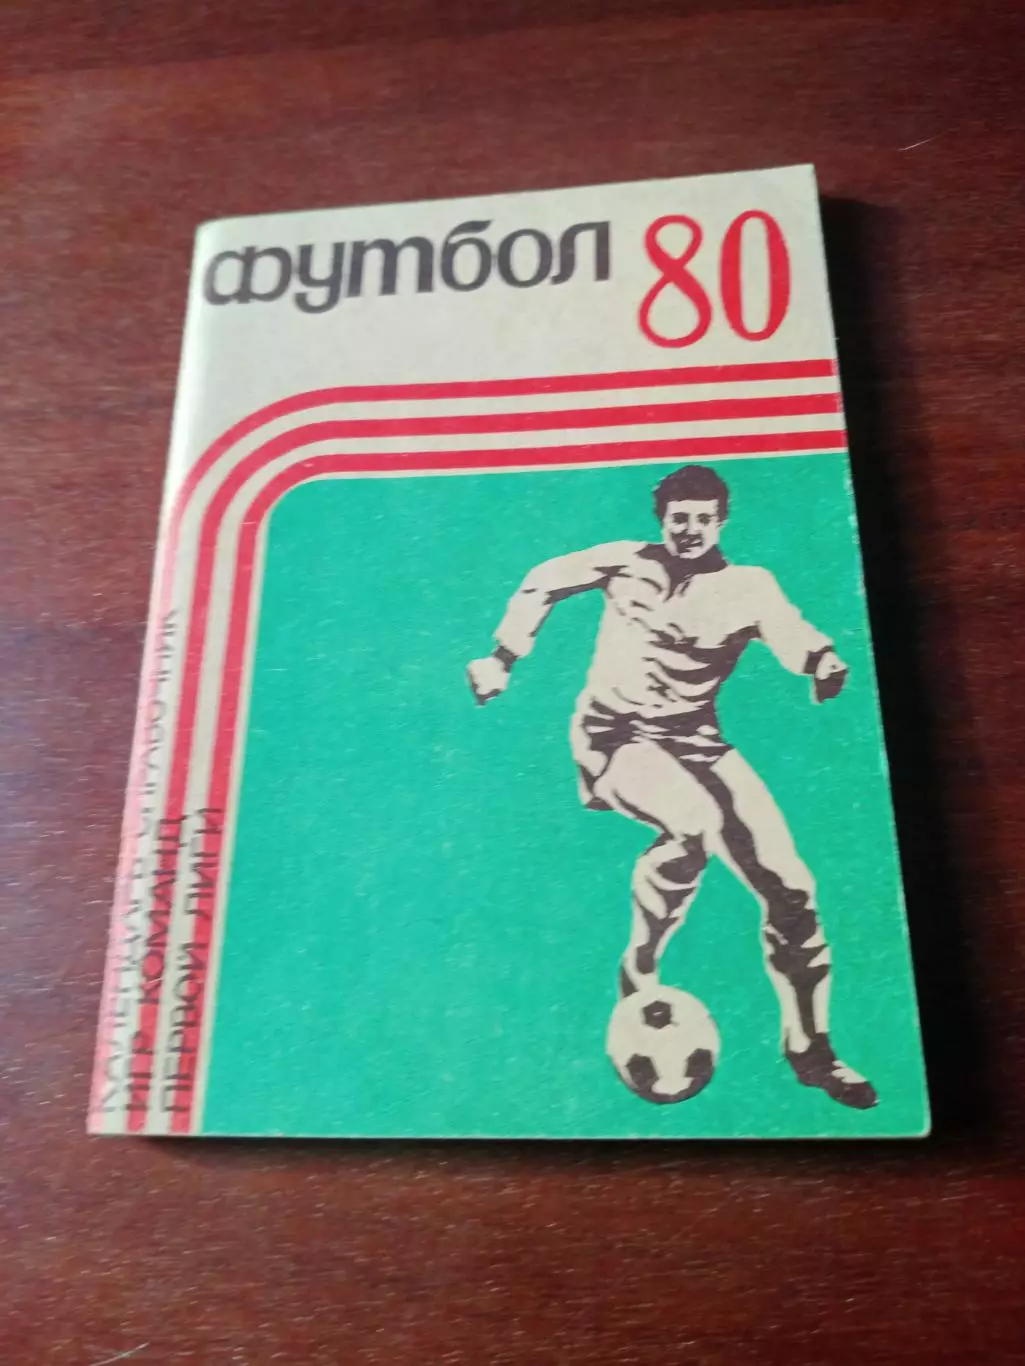 футбол 80
КАЛЕНДАРЬ-СПРАВОЧНИК
ИГР КОМАНД
ПЕРВОЙ ЛИГИ